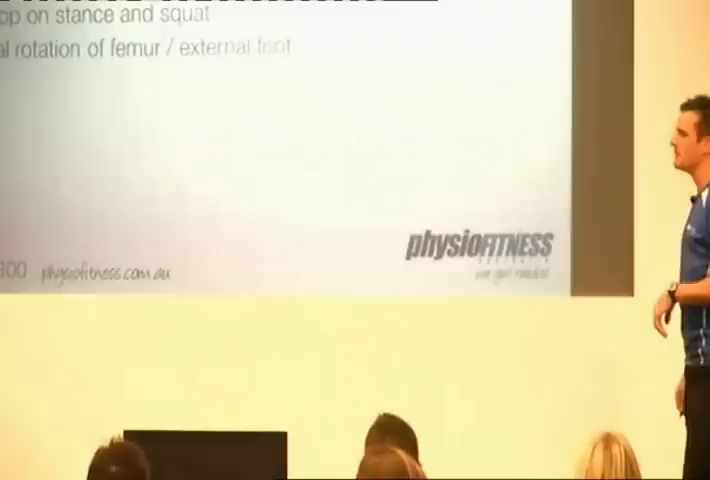 op on stance and squat
al rotation of femur / external foot
physioFITNESS
300 physiofitness.com.au